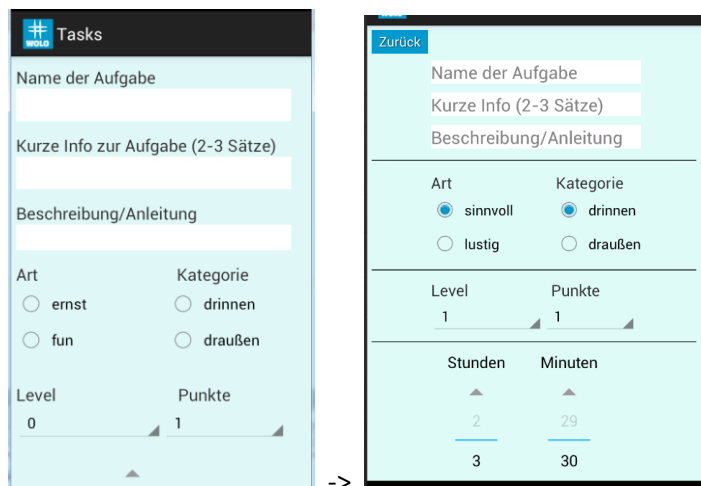 WOLO
Tasks
Name der Aufgabe
Kurze Info zur Aufgabe (2-3 Sätze)
Beschreibung/Anleitung
Art Kategorie
ernst drinnen
fun draußen
Level Punkte
0 1
->
WOLO
Zurück
Name der Aufgabe
Kurze Info (2-3 Sätze)
Beschreibung/Anleitung
Art Kategorie
sinnvoll drinnen
lustig draußen
Level Punkte
1 1
Stunden Minuten
2 29
3 30